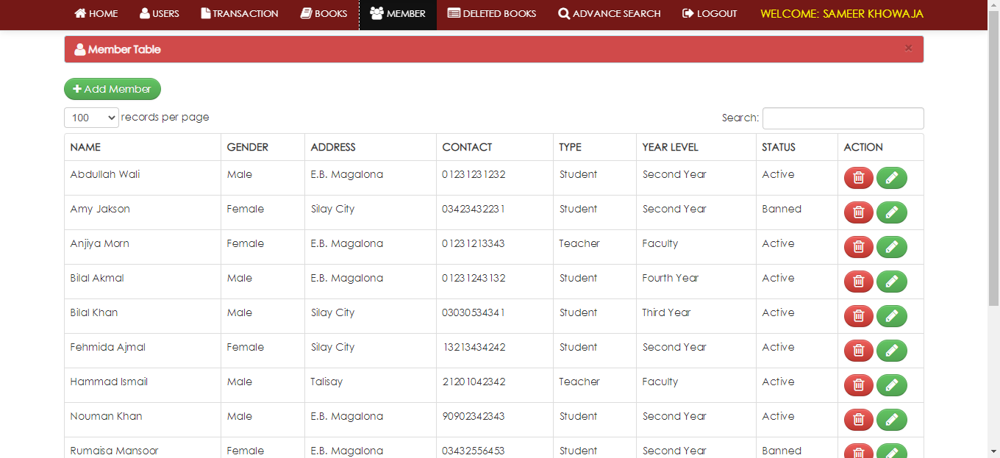 HOME USERS TRANSACTION BOOKS MEMBER DELETED BOOKS ADVANCE SEARCH LOGOUT WELCOME: SAMEER KHOWAJA
Member Table ×
+ Add Member
100 records per page Search:
NAME GENDER ADDRESS CONTACT TYPE YEAR LEVEL STATUS ACTION
Abdullah Wali Male E.B. Magalona 01231231232 Student Second Year Active
Amy Jakson Female Silay City 03423432231 Student Second Year Banned
Anjiya Morn Female E.B. Magalona 01231213343 Teacher Faculty Active
Bilal Akmal Male E.B. Magalona 01231243132 Student Fourth Year Active
Bilal Khan Male Silay City 03030534341 Student Third Year Active
Fehmida Ajmal Female Silay City 13213434242 Student Second Year Active
Hammad Ismail Male Talisay 21201042342 Teacher Faculty Active
Nouman Khan Male E.B. Magalona 90902342343 Student Second Year Active
Rumaisa Mansoor Female E.B. Magalona 03432556453 Student Second Year Banned